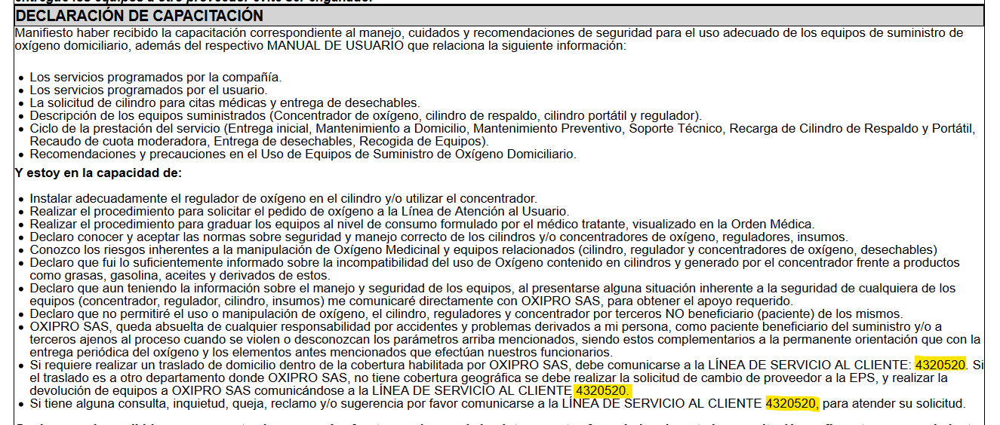 entregue los equipos a otro proveedor evite ser engañado.
DECLARACIÓN DE CAPACITACIÓN
Manifiesto haber recibido la capacitación correspondiente al manejo, cuidados y recomendaciones de seguridad para el uso adecuado de los equipos de suministro de
oxígeno domiciliario, además del respectivo MANUAL DE USUARIO que relaciona la siguiente información:
• Los servicios programados por la compañía.
• Los servicios programados por el usuario.
• La solicitud de cilindro para citas médicas y entrega de desechables.
• Descripción de los equipos suministrados (Concentrador de oxígeno, cilindro de respaldo, cilindro portátil y regulador).
• Ciclo de la prestación del servicio (Entrega inicial, Mantenimiento a Domicilio, Mantenimiento Preventivo, Soporte Técnico, Recarga de Cilindro de Respaldo y Portátil,
Recaudo de cuota moderadora, Entrega de desechables, Recogida de Equipos).
• Recomendaciones y precauciones en el Uso de Equipos de Suministro de Oxígeno Domiciliario.
Y estoy en la capacidad de:
• Instalar adecuadamente el regulador de oxígeno en el cilindro y/o utilizar el concentrador.
• Realizar el procedimiento para solicitar el pedido de oxígeno a la Línea de Atención al Usuario.
• Realizar el procedimiento para graduar los equipos al nivel de consumo formulado por el médico tratante, visualizado en la Orden Médica.
• Declaro conocer y aceptar las normas sobre seguridad y manejo correcto de los cilindros y/o concentradores de oxígeno, reguladores, insumos.
• Conozco los riesgos inherentes a la manipulación de Oxígeno Medicinal y equipos relacionados (cilindro, regulador y concentradores de oxígeno, desechables)
• Declaro que fui lo suficientemente informado sobre la incompatibilidad del uso de Oxígeno contenido en cilindros y generado por el concentrador frente a productos
como grasas, gasolina, aceites y derivados de estos.
• Declaro que aun teniendo la información sobre el manejo y seguridad de los equipos, al presentarse alguna situación inherente a la seguridad de cualquiera de los
equipos (concentrador, regulador, cilindro, insumos) me comunicaré directamente con OXIPRO SAS, para obtener el apoyo requerido.
• Declaro que no permitiré el uso o manipulación de oxígeno, el cilindro, reguladores y concentrador por terceros NO beneficiario (paciente) de los mismos.
• OXIPRO SAS, queda absuelta de cualquier responsabilidad por accidentes y problemas derivados a mi persona, como paciente beneficiario del suministro y/o a
terceros ajenos al proceso cuando se violen o desconozcan los parámetros arriba mencionados, siendo estos complementarios a la permanente orientación que con la
entrega periódica del oxígeno y los elementos antes mencionados que efectúan nuestros funcionarios.
• Si requiere realizar un traslado de domicilio dentro de la cobertura habilitada por OXIPRO SAS, debe comunicarse a la LÍNEA DE SERVICIO AL CLIENTE: 4320520. Si
el traslado es a otro departamento donde OXIPRO SAS, no tiene cobertura geográfica se debe realizar la solicitud de cambio de proveedor a la EPS, y realizar la
devolución de equipos a OXIPRO SAS comunicándose a la LÍNEA DE SERVICIO AL CLIENTE 4320520.
• Si tiene alguna consulta, inquietud, queja, reclamo y/o sugerencia por favor comunicarse a la LÍNEA DE SERVICIO AL CLIENTE 4320520, para atender su solicitud.